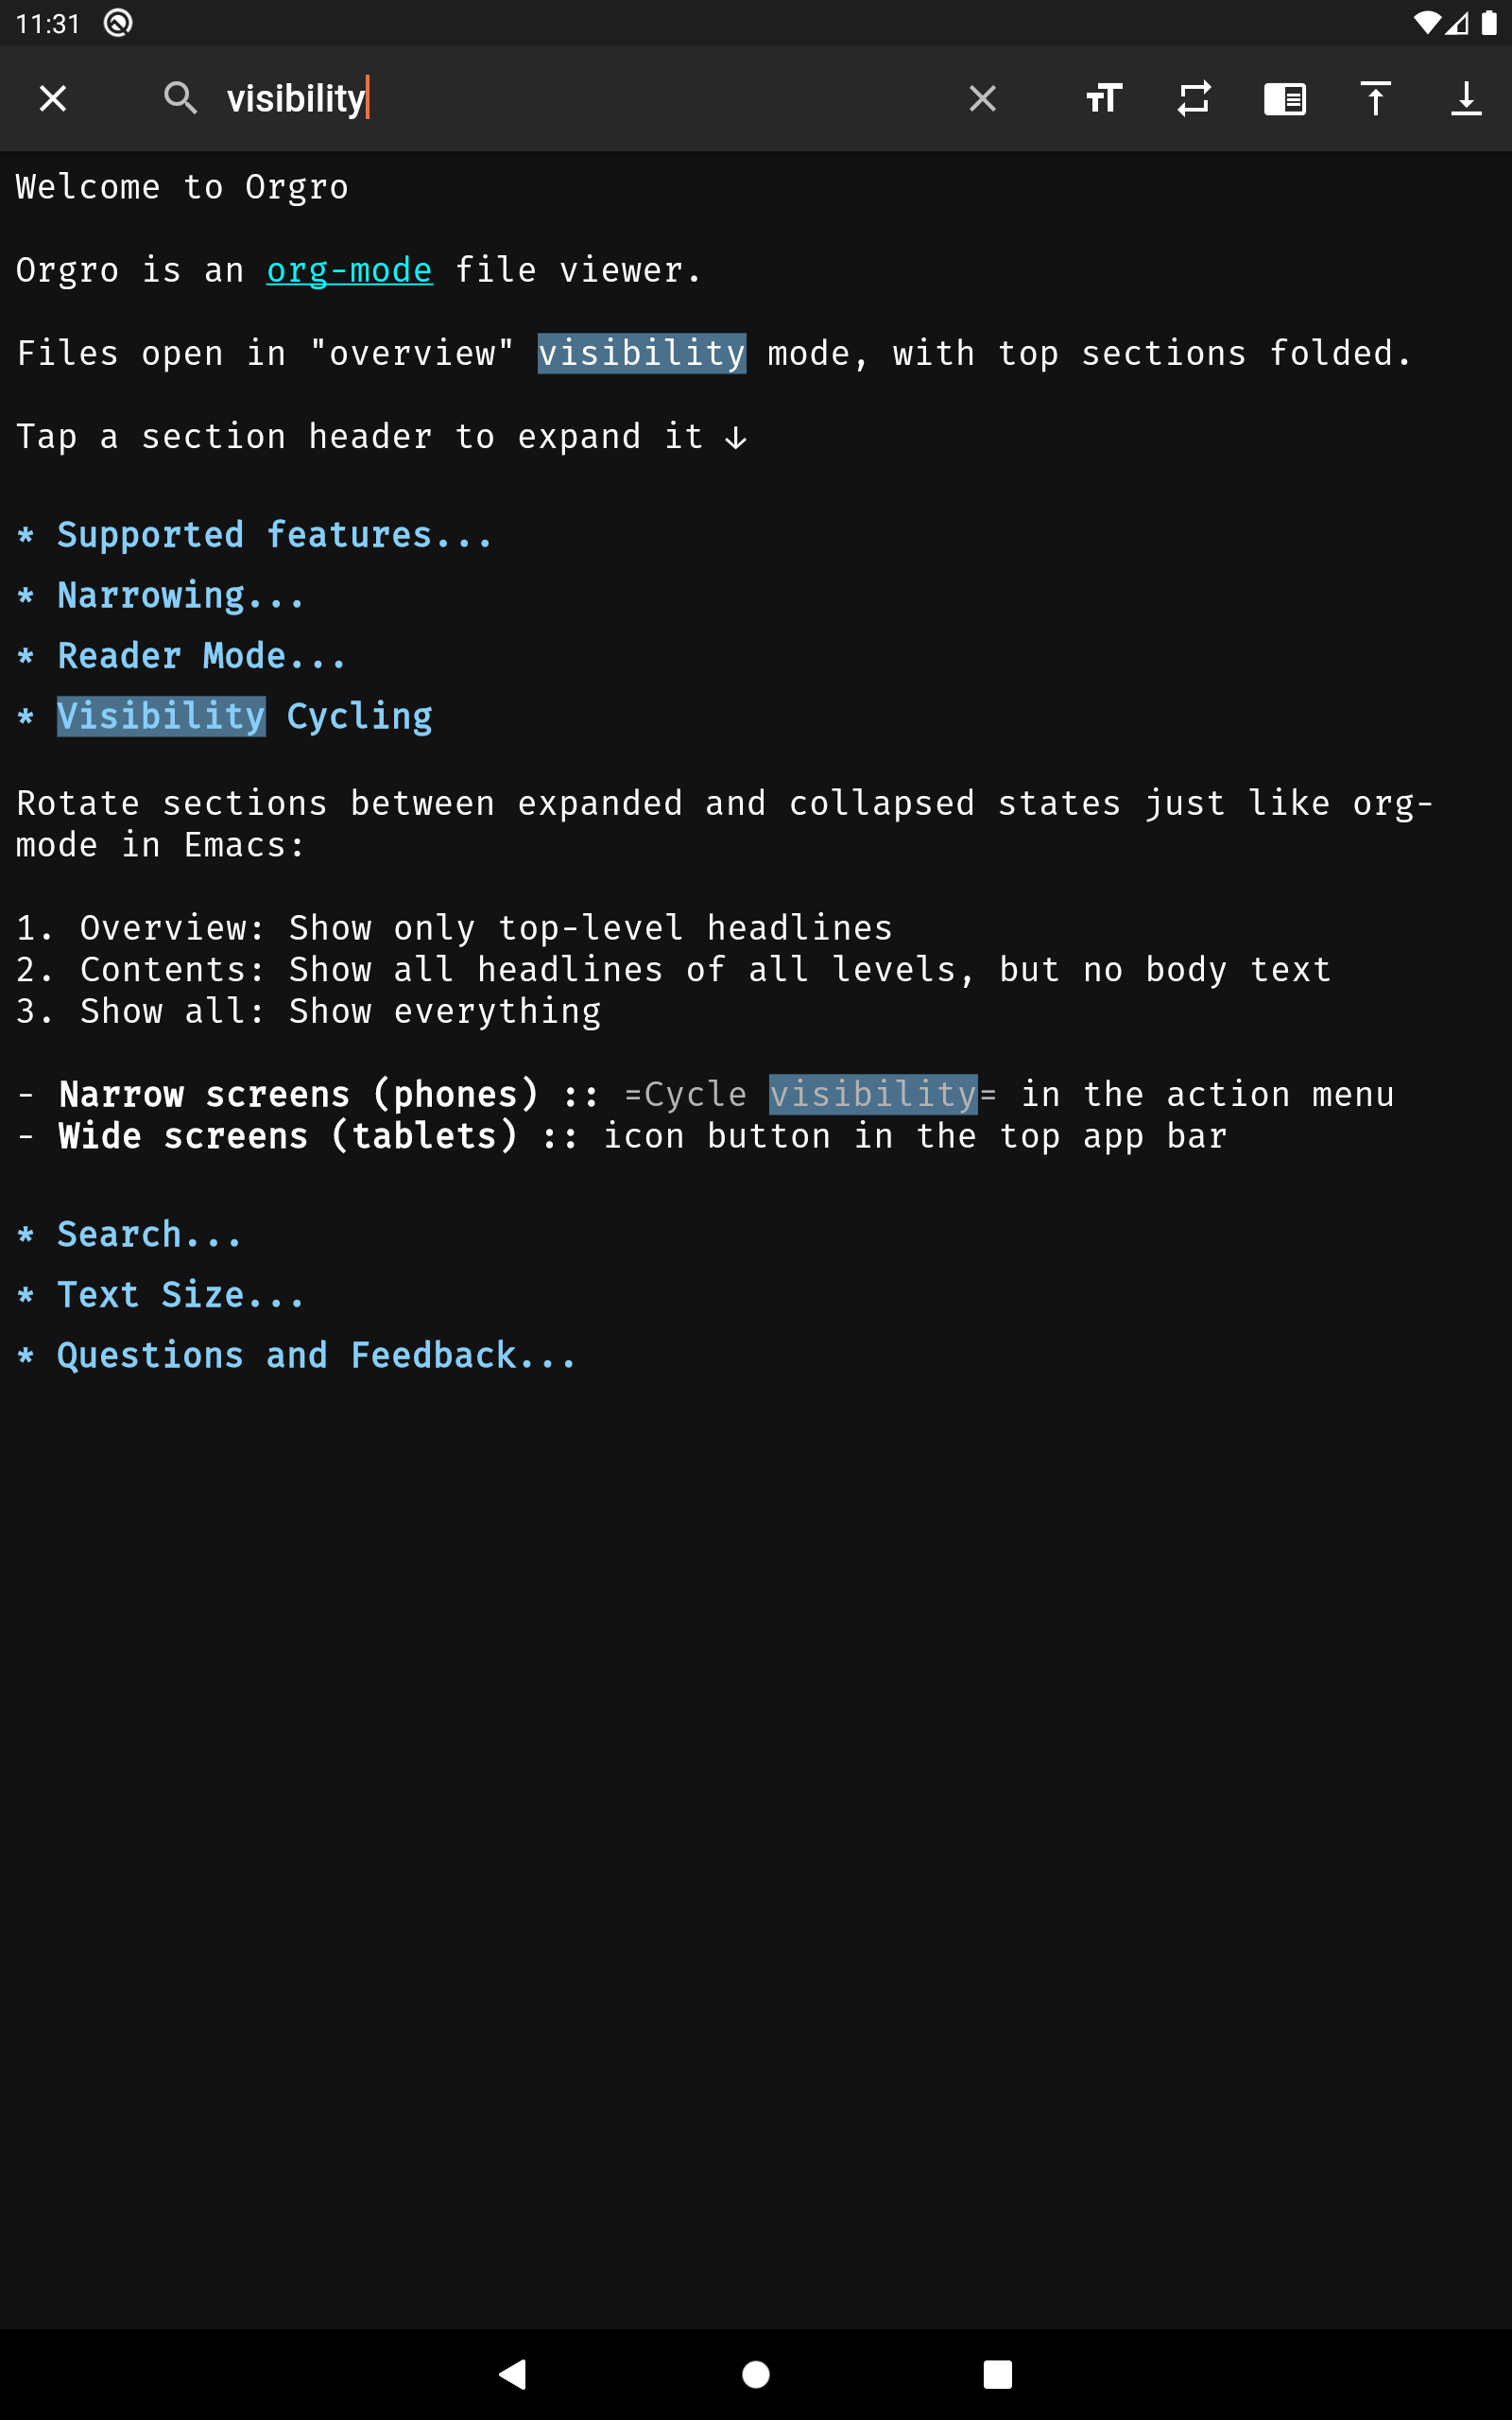 11:31
visibility
Welcome to Orgro
Orgro is an org-mode file viewer.
Files open in "overview" visibility mode, with top sections folded.
Tap a section header to expand it ↓
* Supported features...
* Narrowing...
* Reader Mode...
* Visibility Cycling
Rotate sections between expanded and collapsed states just like org-
mode in Emacs:
1. Overview: Show only top-level headlines
2. Contents: Show all headlines of all levels, but no body text
3. Show all: Show everything
- Narrow screens (phones) :: =Cycle visibility= in the action menu
- Wide screens (tablets) :: icon button in the top app bar
* Search...
* Text Size...
* Questions and Feedback...